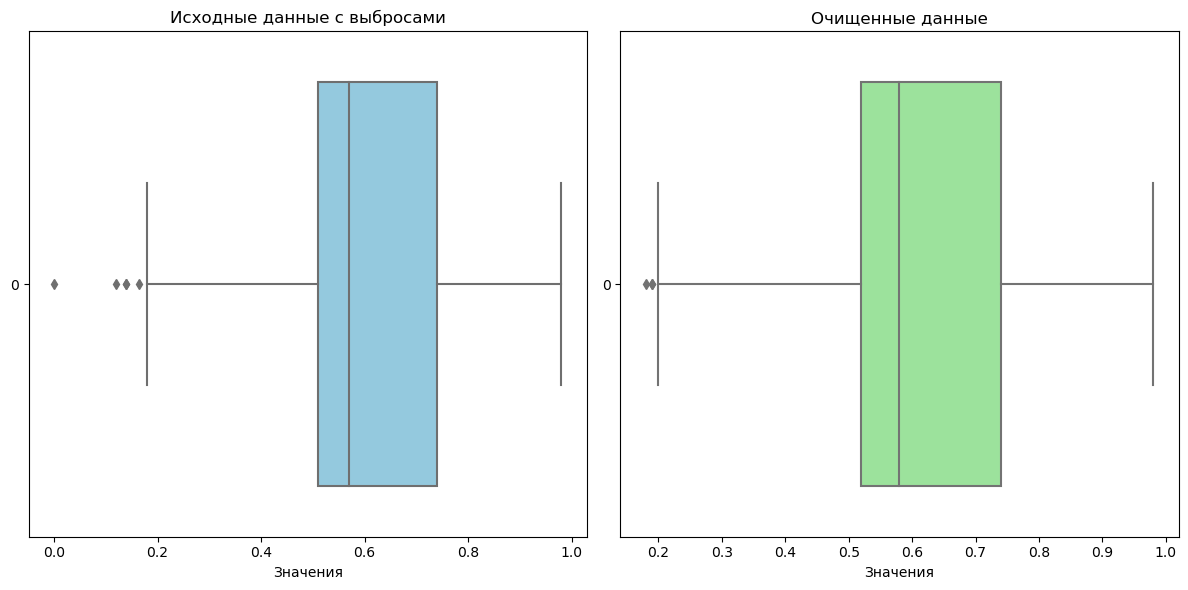 Исходные данные с выбросами
0
0.0 0.2 0.4 0.6 0.8 1.0
Значения
Очищенные данные
0
0.2 0.3 0.4 0.5 0.6 0.7 0.8 0.9 1.0
Значения